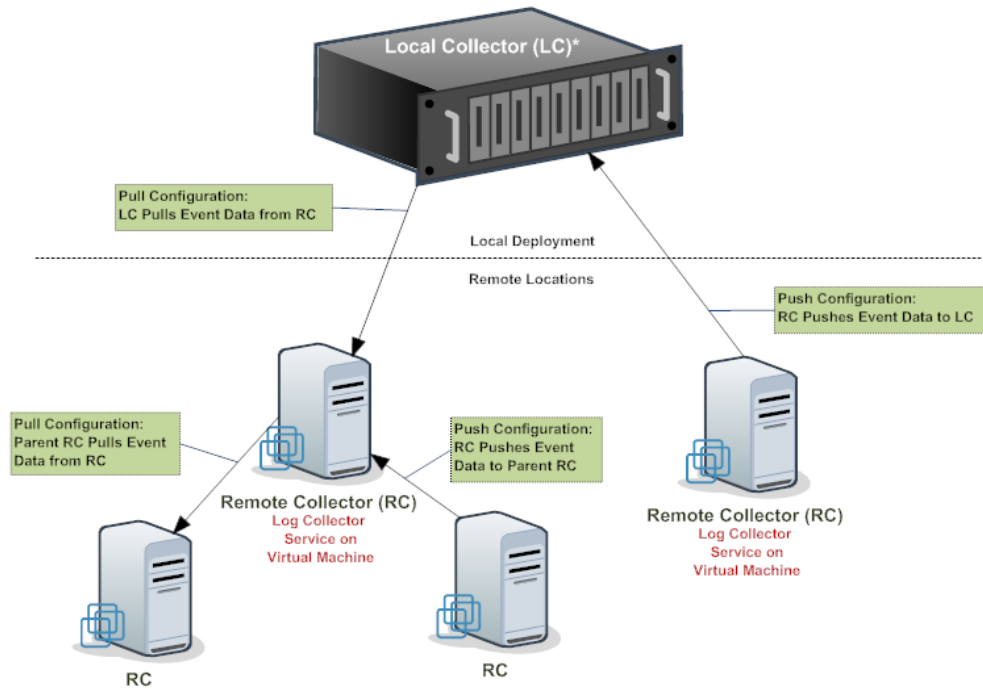 Local Collector (LC)*
Pull Configuration:
LC Pulls Event Data from RC
Local Deployment
Remote Locations
Push Configuration:
RC Pushes Event Data to LC
Pull Configuration:
Parent RC Pulls Event
Data from RC
Push Configuration:
RC Pushes Event
Data to Parent RC
Remote Collector (RC)
Log Collector
Service on
Virtual Machine
Remote Collector (RC)
Log Collector
Service on
Virtual Machine
RC
RC